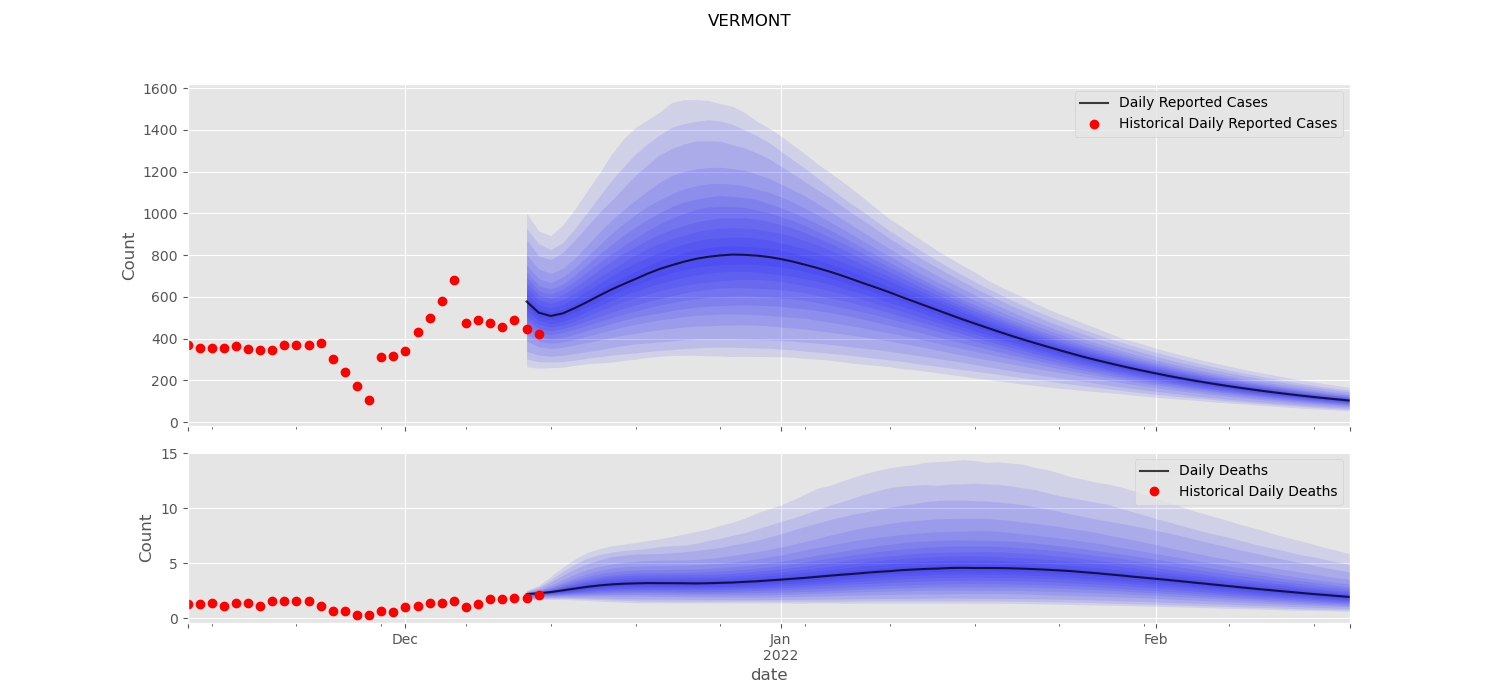 VERMONT
1600
1400
1200
1000
800
600
400
200
0
Count
Daily Reported Cases
Historical Daily Reported Cases
15
10
5
0
Count
Daily Deaths
Historical Daily Deaths
Dec
Jan
2022
Feb
date